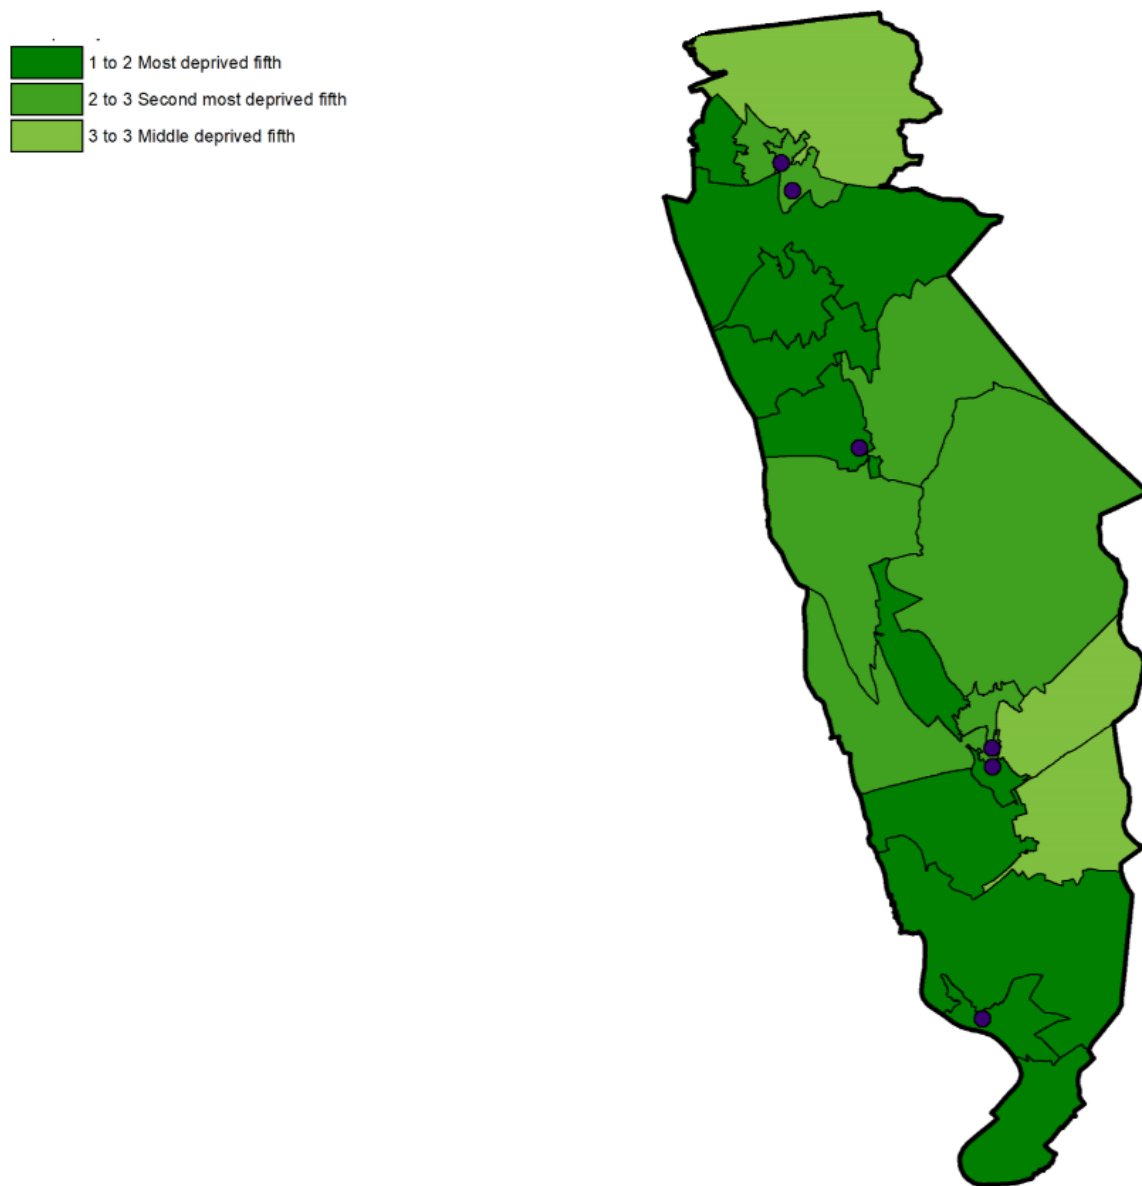 1 to 2 Most deprived fifth
2 to 3 Second most deprived fifth
3 to 3 Middle deprived fifth